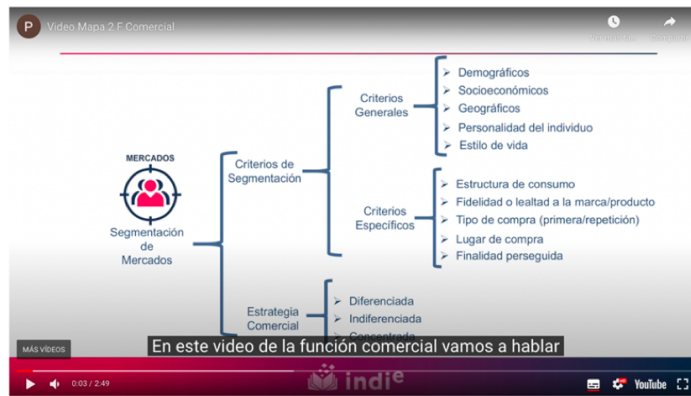 P
Video Mapa 2 F Comercial
MERCADOS
Segmentación
de
Mercados
Criterios de
Segmentación
Criterios
Generales
Demográficos
Socioeconómicos
Geográficos
Personalidad del individuo
Estilo de vida
Criterios
Específicos
Estructura de consumo
Fidelidad o lealtad a la marca/producto
Tipo de compra (primera/repetición)
Lugar de compra
Finalidad perseguida
Estrategia
Comercial
Diferenciada
Indiferenciada
Concentrada
En este video de la función comercial vamos a hablar
MÁS VÍDEOS
indie
0:03 / 2:49
YouTube